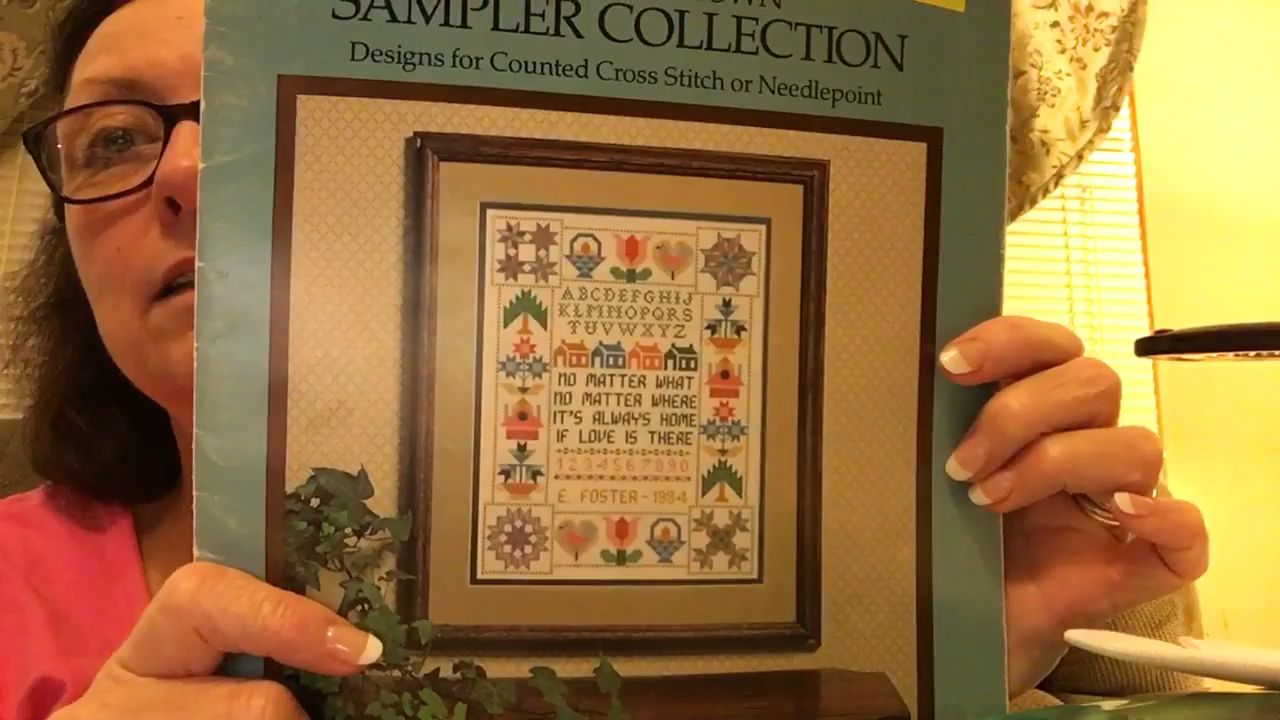 SAMPLER COLLECTION
Designs for Counted Cross Stitch or Needlepoint
ABCDEFGHIJ
KLMNOPQRS
TUVWXYZ
NO MATTER WHAT
NO MATTER WHERE
IT'S ALWAYS HOME
IF LOVE IS THERE
1234567890
E. FOSTER - 1984